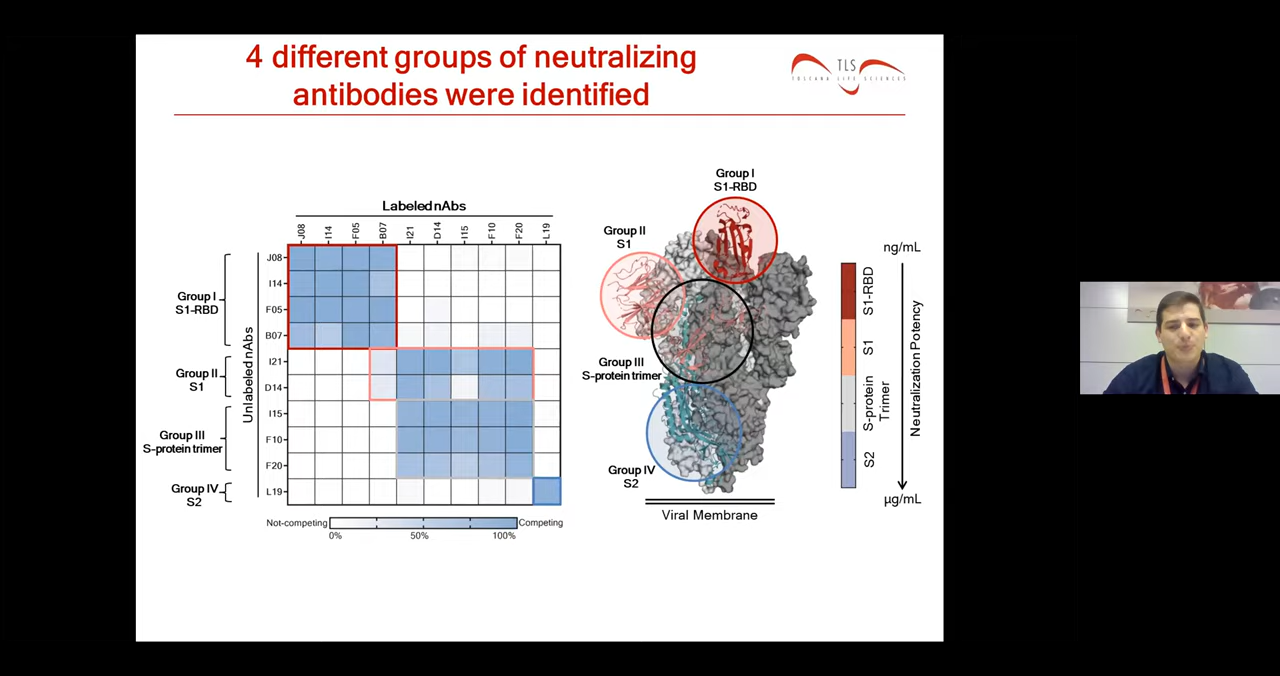 4 different groups of neutralizing
antibodies were identified
TLS
TOSCANA LIFE SCIENCES
Labeled nAbs
J08
I14
F05
B07
I21
D14
I15
F10
F20
L19
Unlabeled nAbs
Group I
S1-RBD
J08
I14
F05
B07
Group II
S1
I21
D14
Group III
S-protein trimer
I15
F10
F20
Group IV
S2
L19
Not-competing
Competing
0%
50%
100%
Group I
S1-RBD
Group II
S1
Group III
S-protein trimer
Group IV
S2
Viral Membrane
ng/mL
S1-RBD
S1
S-protein
Trimer
S2
Neutralization Potency
µg/mL